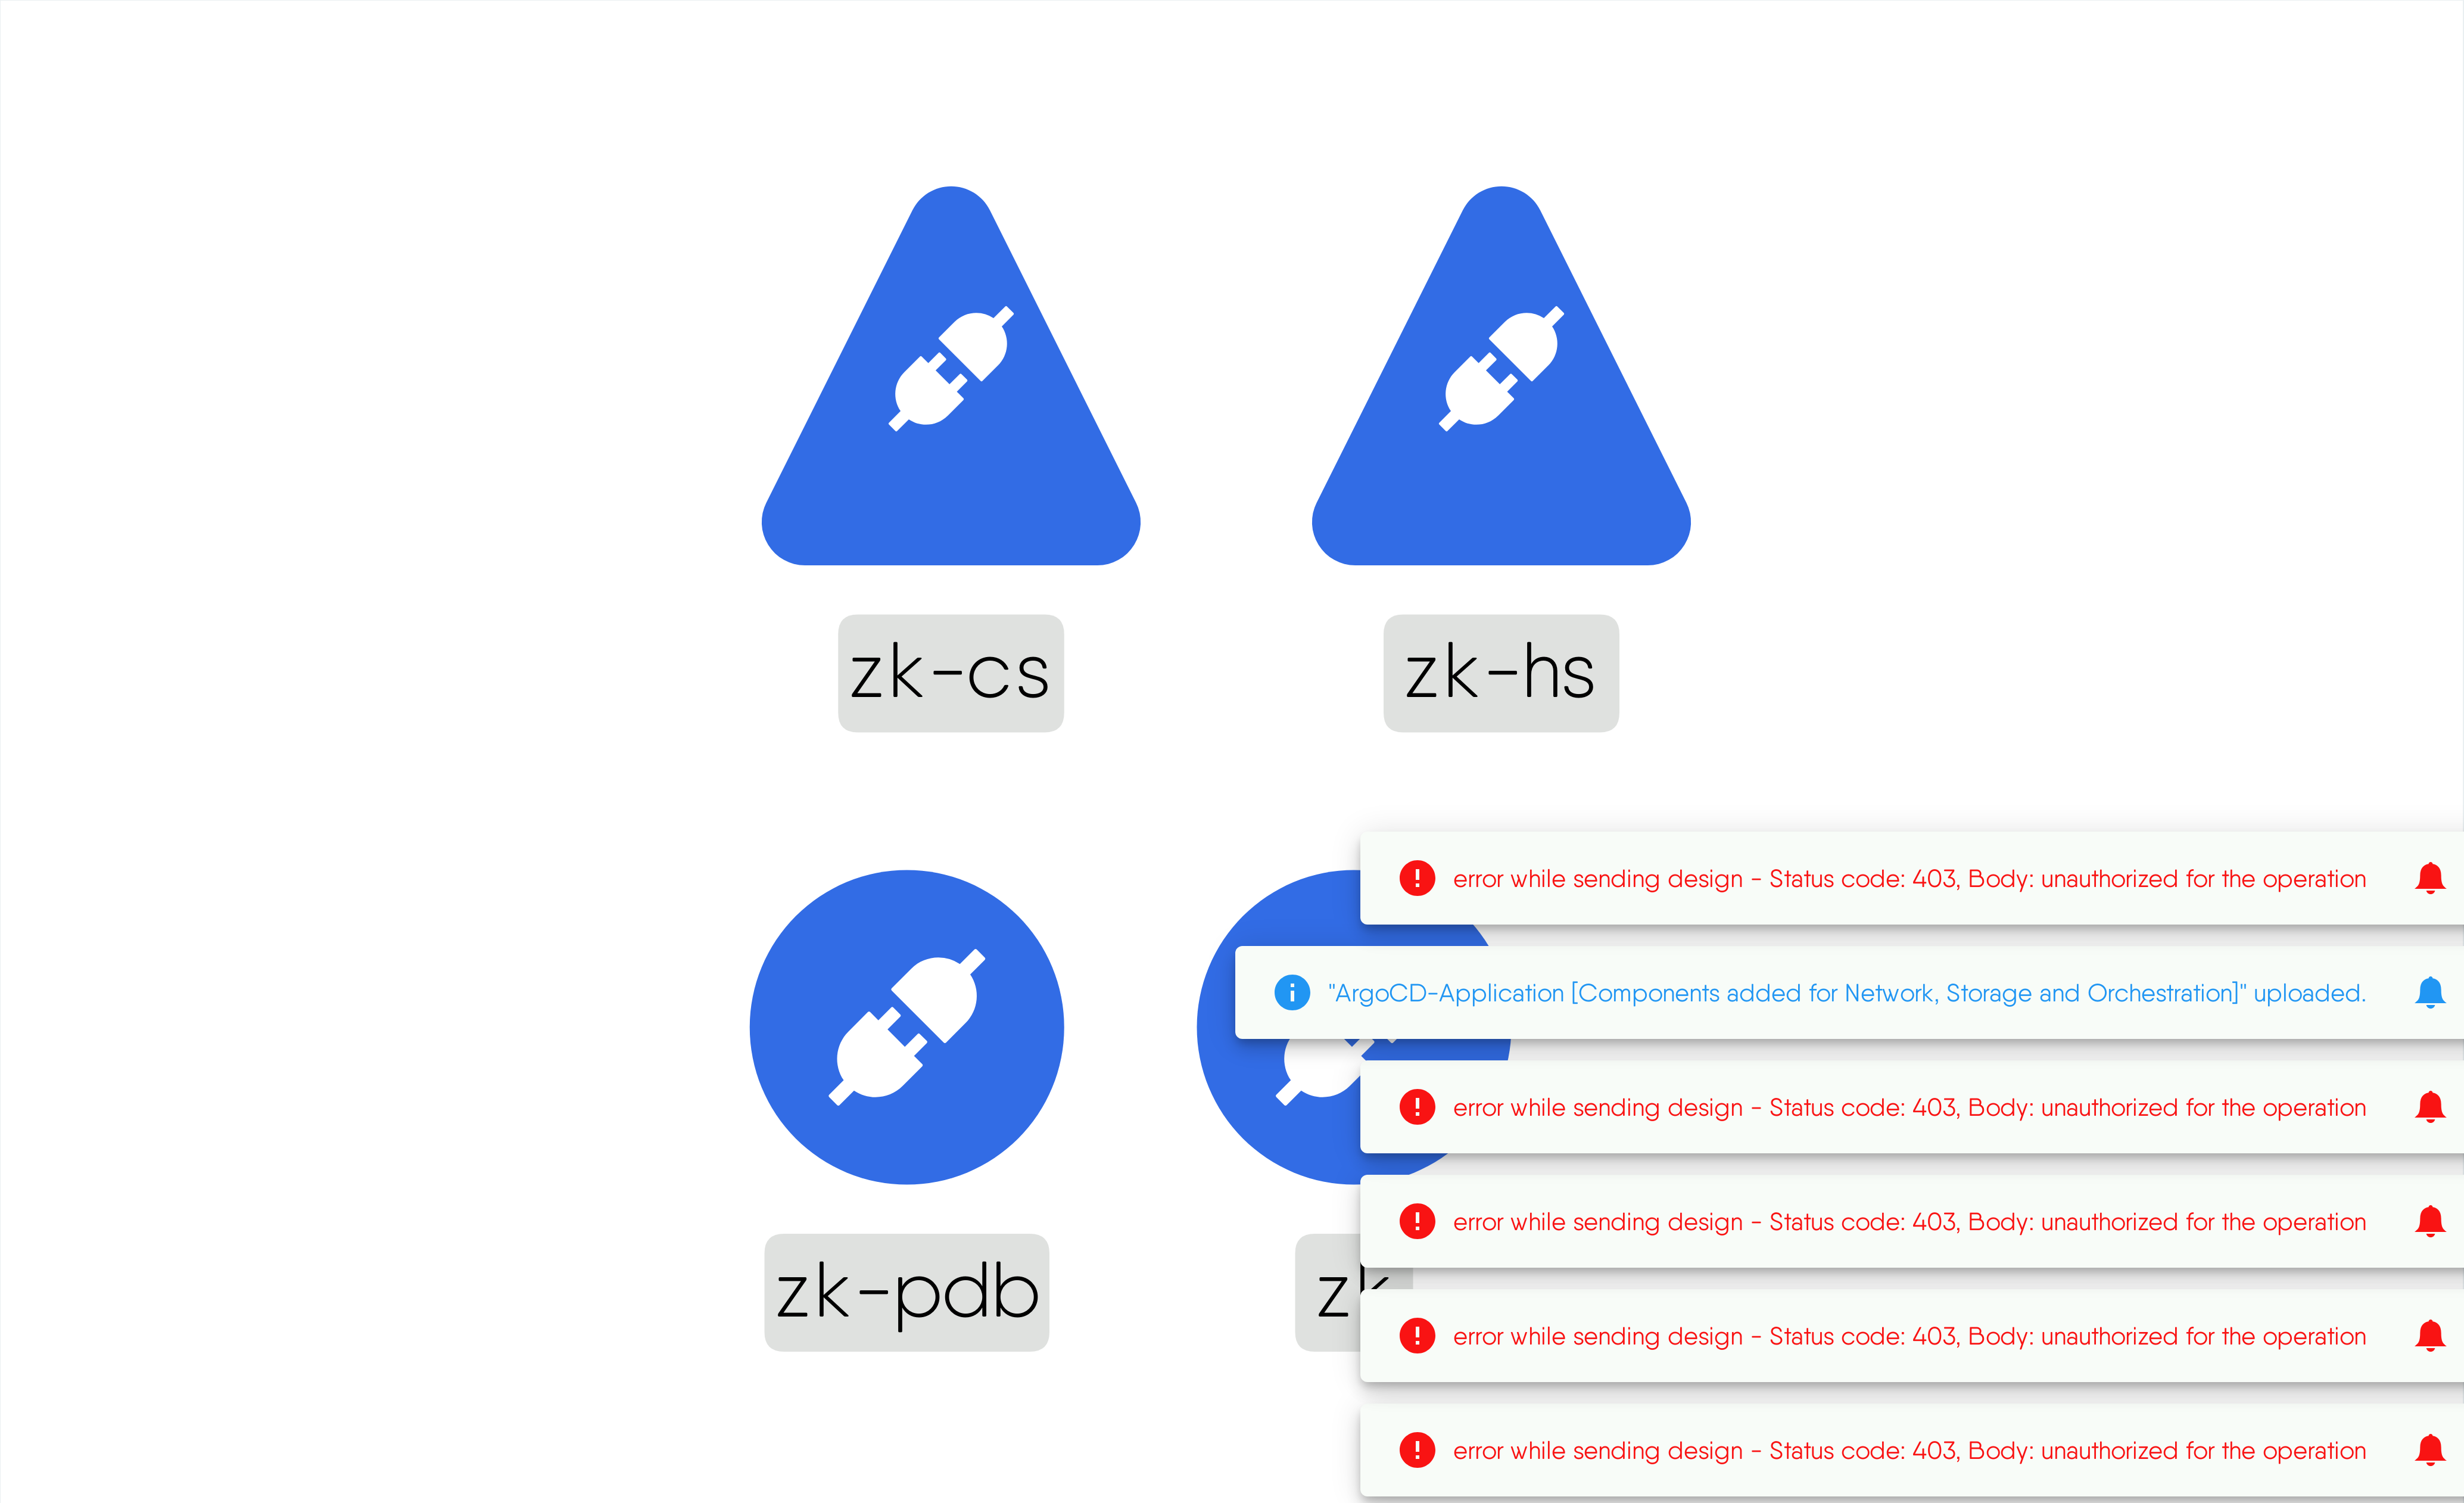 zk-cs
zk-hs
error while sending design - Status code: 403, Body: unauthorized for the operation
"ArgoCD-Application [Components added for Network, Storage and Orchestration]" uploaded.
error while sending design - Status code: 403, Body: unauthorized for the operation
error while sending design - Status code: 403, Body: unauthorized for the operation
zk-pdb
zk
error while sending design - Status code: 403, Body: unauthorized for the operation
error while sending design - Status code: 403, Body: unauthorized for the operation